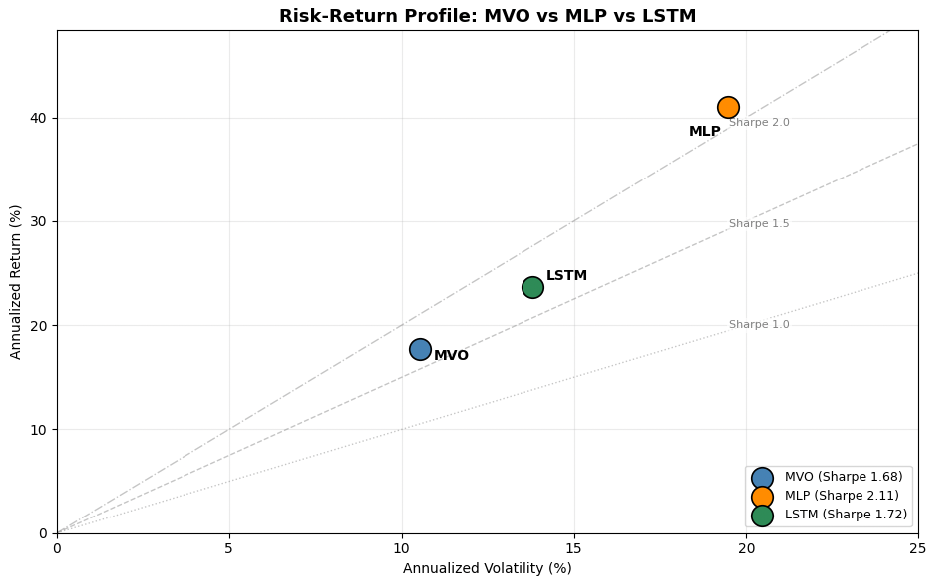 Risk-Return Profile: MVO vs MLP vs LSTM
Annualized Return (%)
40
30
20
10
0
MLP
Sharpe 2.0
Sharpe 1.5
LSTM
Sharpe 1.0
MVO
MVO (Sharpe 1.68)
MLP (Sharpe 2.11)
LSTM (Sharpe 1.72)
0 5 10 15 20 25
Annualized Volatility (%)